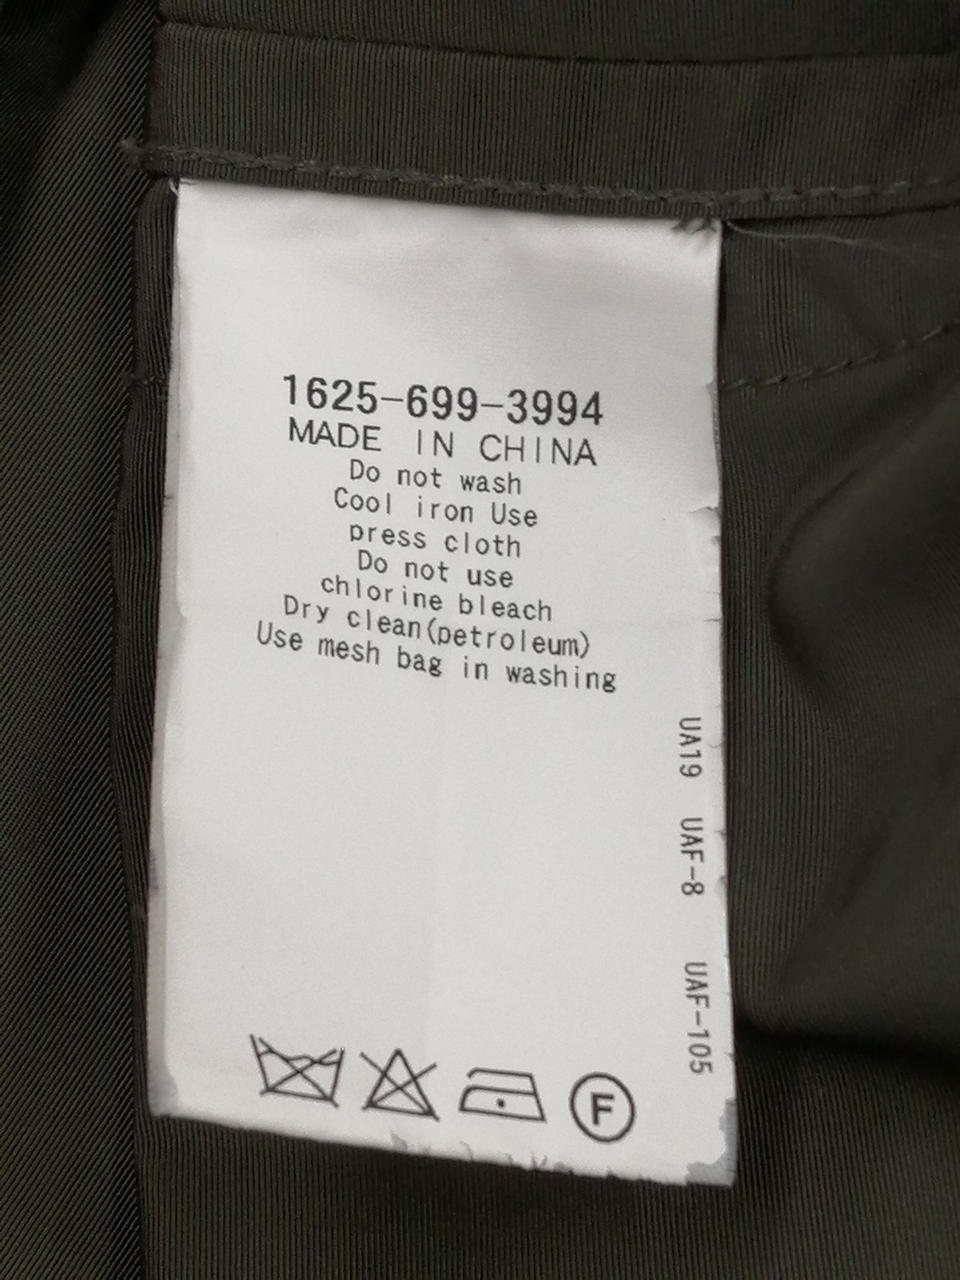 1625-699-3994
MADE IN CHINA
Do not wash
Cool iron Use
press cloth
Do not use
chlorine bleach
Dry clean(petroleum)
Use mesh bag in washing
UA19 UAF-8 UAF-105
F